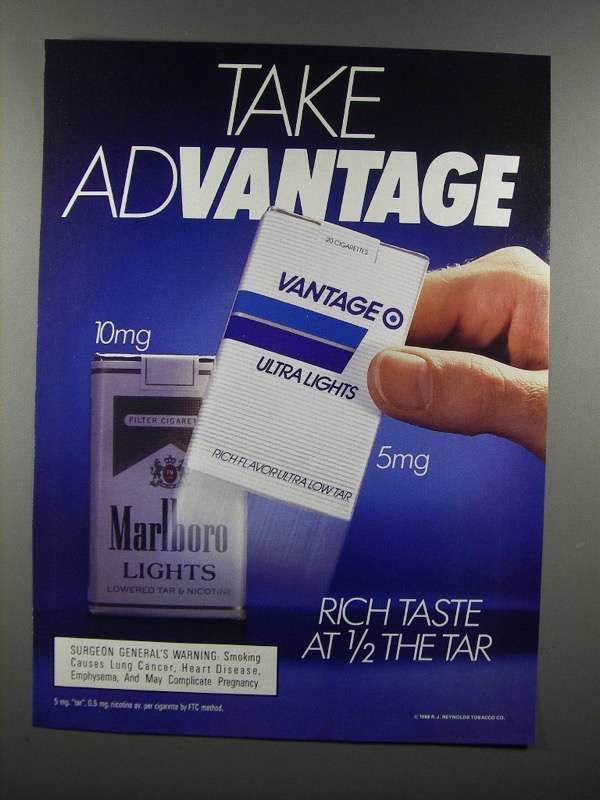 TAKE
ADVANTAGE
20 CIGARETTES
VANTAGE
ULTRA LIGHTS
RICH FLAVOR ULTRA LOW TAR
10mg
5mg
FILTER CIGARET
Marlboro
LIGHTS
LOWERED TAR & NICOTINE
RICH TASTE
AT 1/2 THE TAR
SURGEON GENERAL'S WARNING: Smoking
Causes Lung Cancer, Heart Disease,
Emphysema, And May Complicate Pregnancy.
5 mg. "tar", 0.5 mg. nicotine av. per cigarette by FTC method.
R.J. REYNOLDS TOBACCO CO.